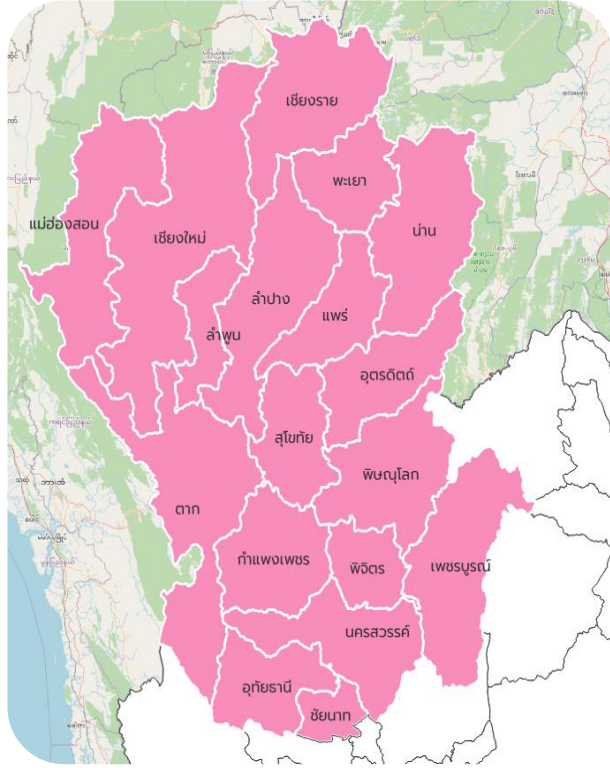 เชียงราย
พะเยา
น่าน
แม่ฮ่องสอน
เชียงใหม่
ลำปาง
แพร่
ลำพูน
อุตรดิตถ์
สุโขทัย
พิษณุโลก
ตาก
กำแพงเพชร
พิจิตร
เพชรบูรณ์
นครสวรรค์
อุทัยธานี
ชัยนาท